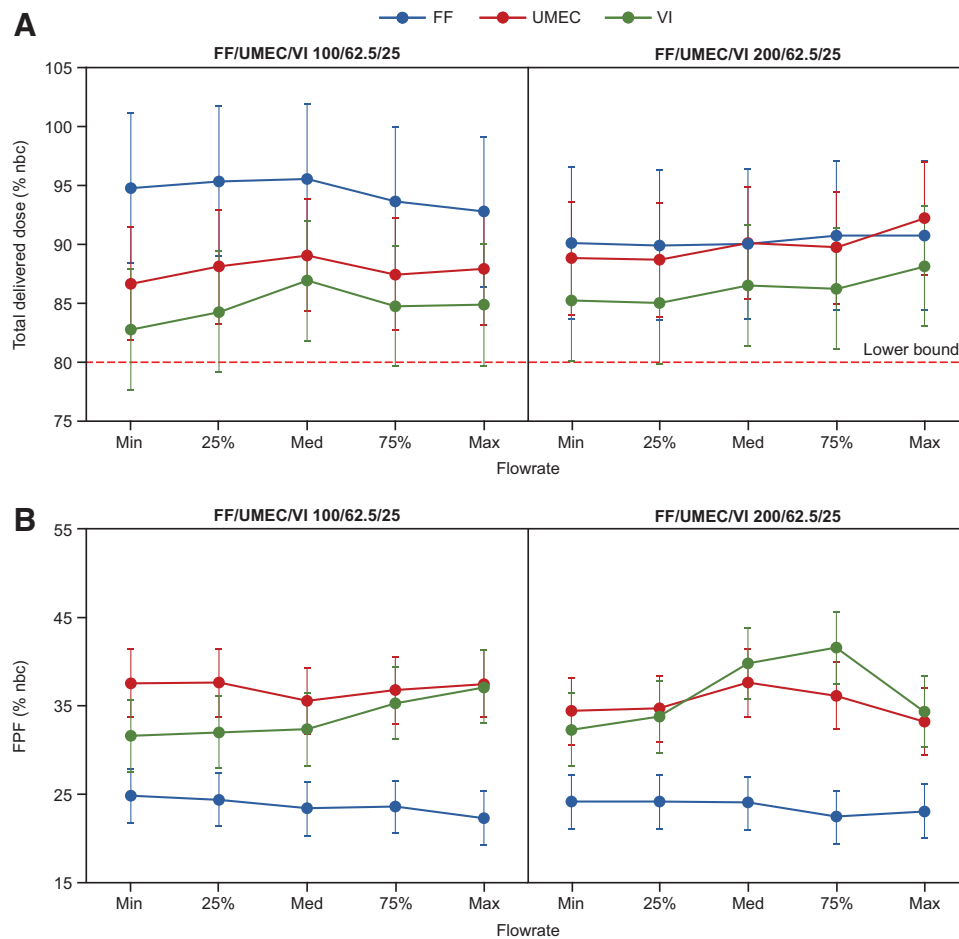 FF UMEC VI
A
FF/UMEC/VI 100/62.5/25 FF/UMEC/VI 200/62.5/25
Total delivered dose (% nbc)
105
100
95
90
85
80
75
Lower bound
Min 25% Med 75% Max Min 25% Med 75% Max
Flowrate Flowrate
B
FF/UMEC/VI 100/62.5/25 FF/UMEC/VI 200/62.5/25
FPF (% nbc)
55
45
35
25
15
Min 25% Med 75% Max Min 25% Med 75% Max
Flowrate Flowrate